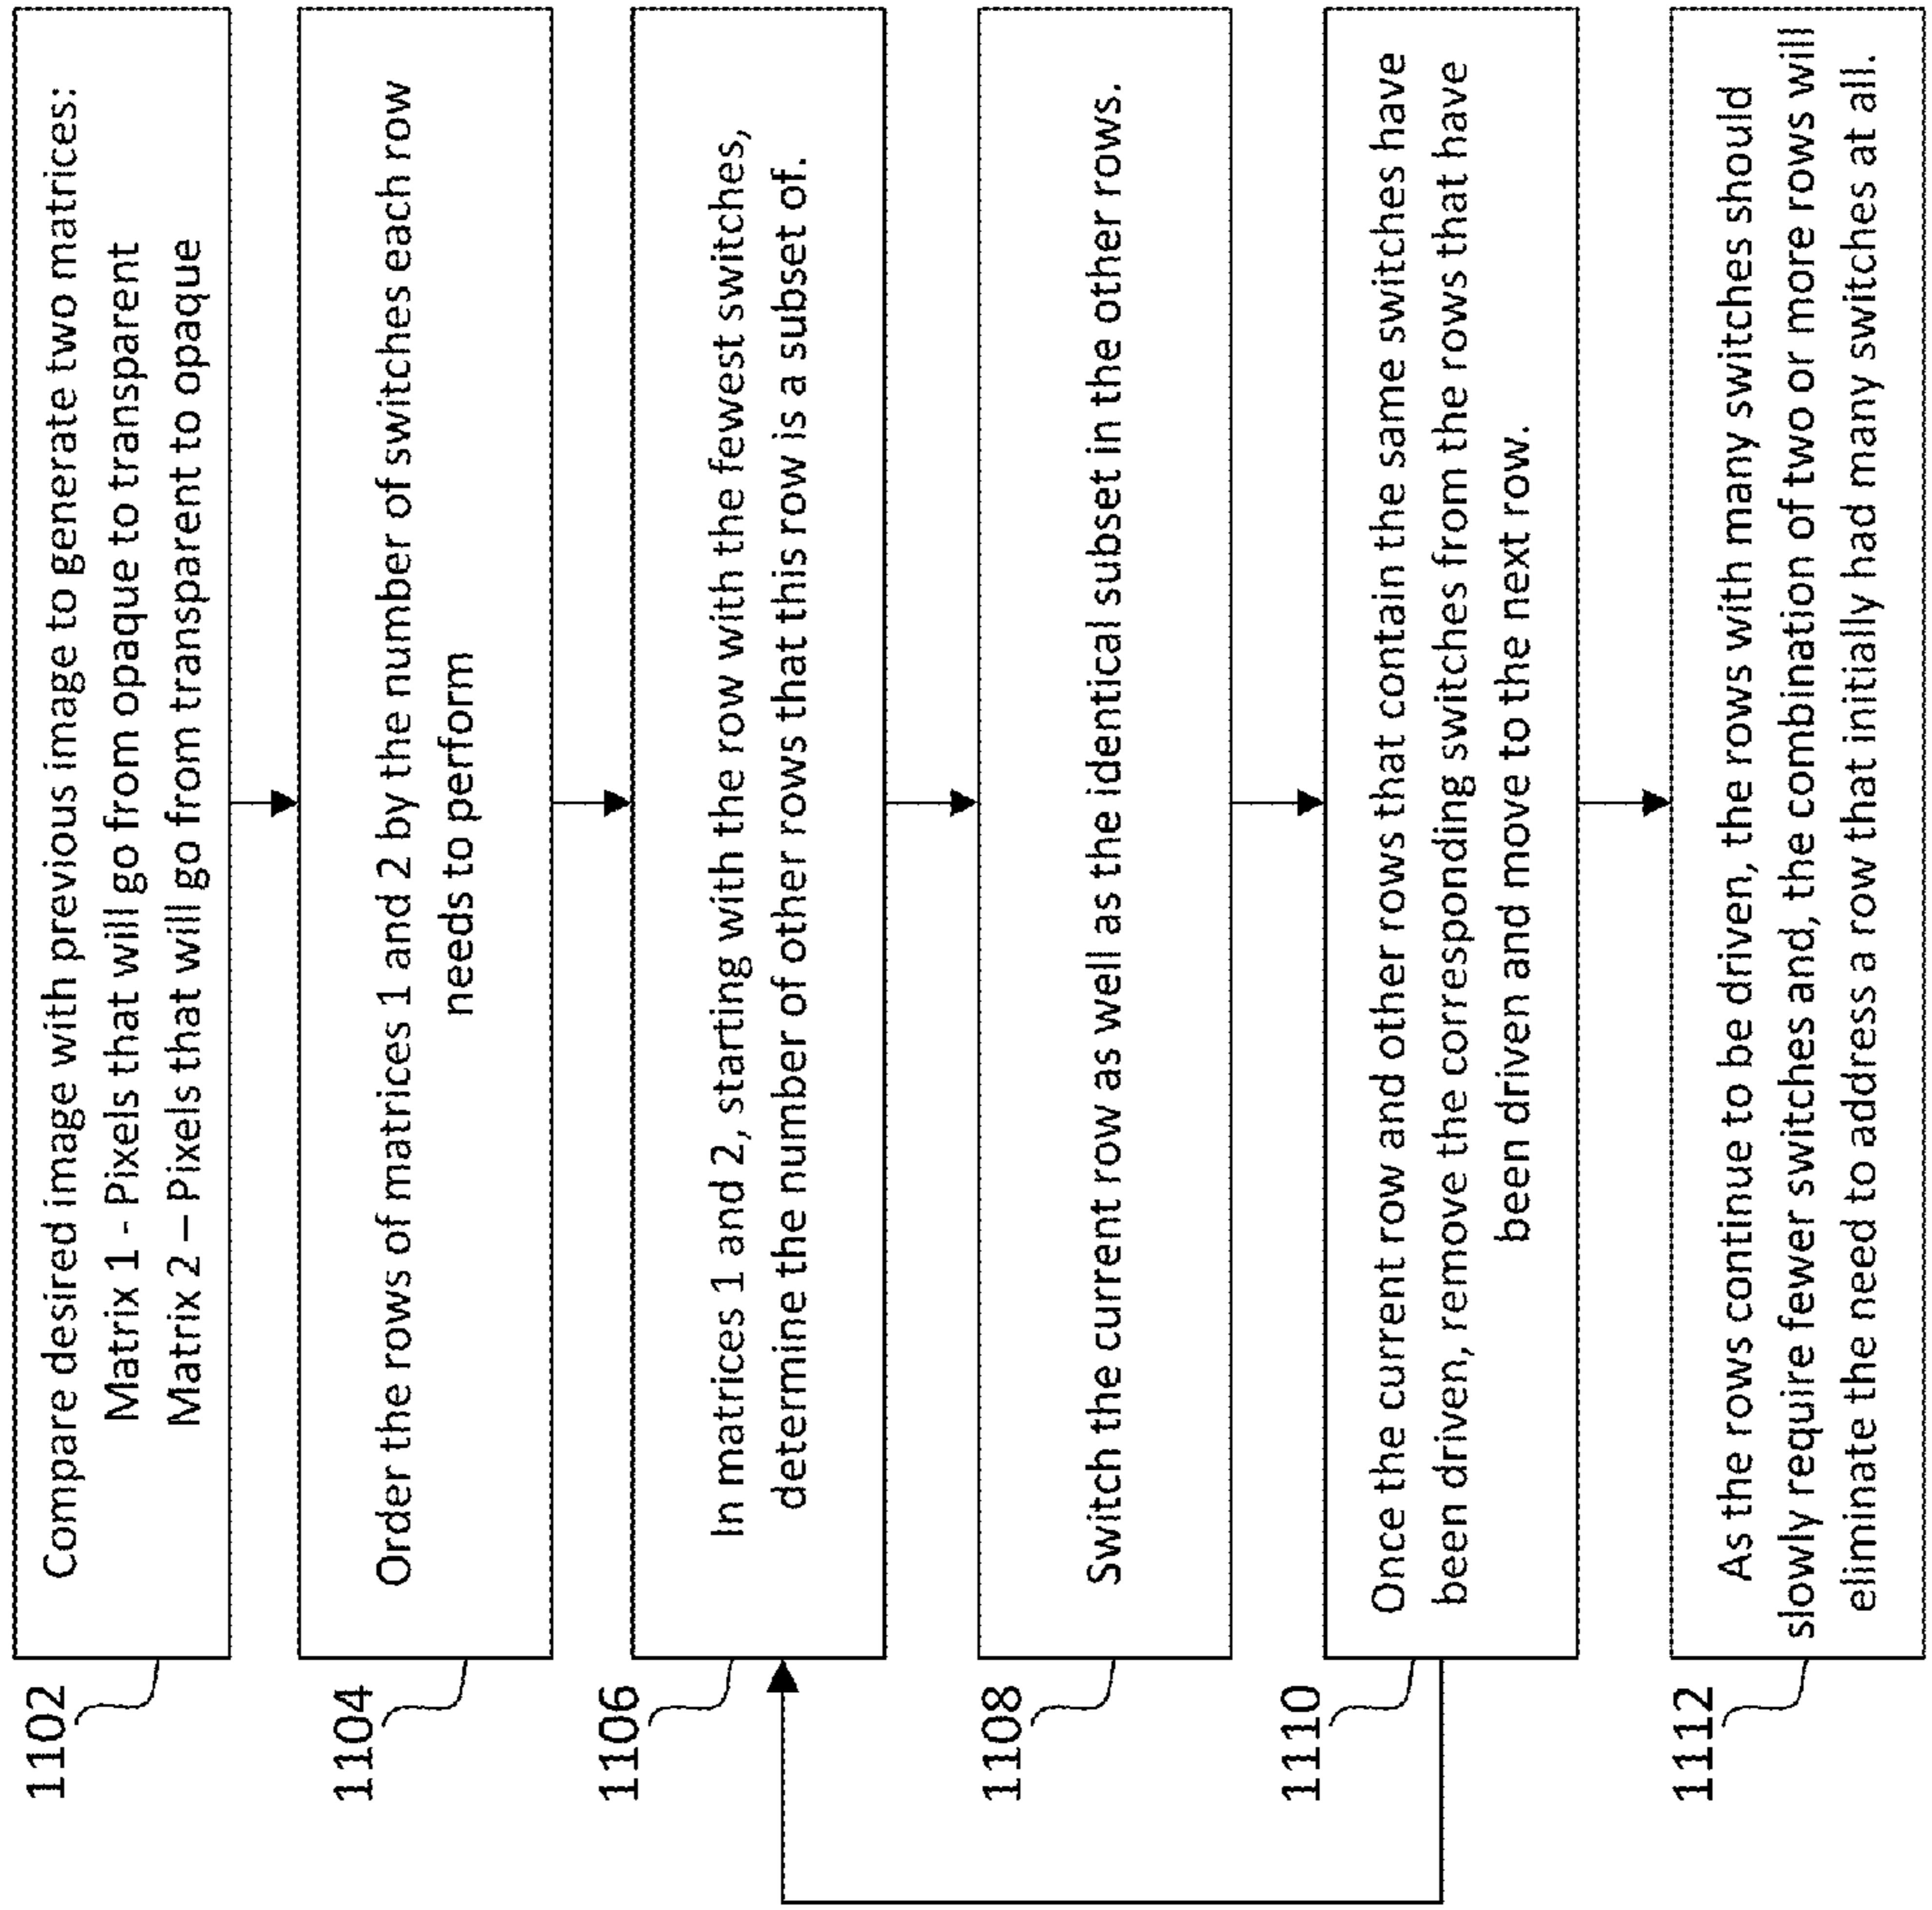 1102
Compare desired image with previous image to generate two matrices:
Matrix 1 - Pixels that will go from opaque to transparent
Matrix 2 – Pixels that will go from transparent to opaque
1104
Order the rows of matrices 1 and 2 by the number of switches each row
needs to perform
1106
In matrices 1 and 2, starting with the row with the fewest switches,
determine the number of other rows that this row is a subset of.
1108
Switch the current row as well as the identical subset in the other rows.
1110
Once the current row and other rows that contain the same switches have
been driven, remove the corresponding switches from the rows that have
been driven and move to the next row.
1112
As the rows continue to be driven, the rows with many switches should
slowly require fewer switches and, the combination of two or more rows will
eliminate the need to address a row that initially had many switches at all.